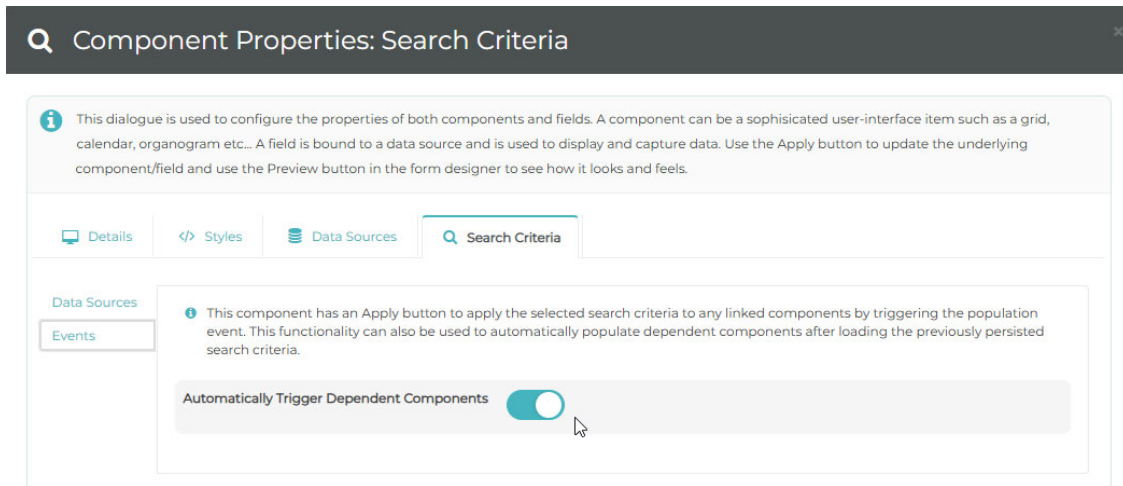 Component Properties: Search Criteria
This dialogue is used to configure the properties of both components and fields. A component can be a sophisicated user-interface item such as a grid,
calendar, organogram etc... A field is bound to a data source and is used to display and capture data. Use the Apply button to update the underlying
component/field and use the Preview button in the form designer to see how it looks and feels.
Details </> Styles Data Sources Search Criteria
Data Sources
Events
This component has an Apply button to apply the selected search criteria to any linked components by triggering the population
event. This functionality can also be used to automatically populate dependent components after loading the previously persisted
search criteria.
Automatically Trigger Dependent Components